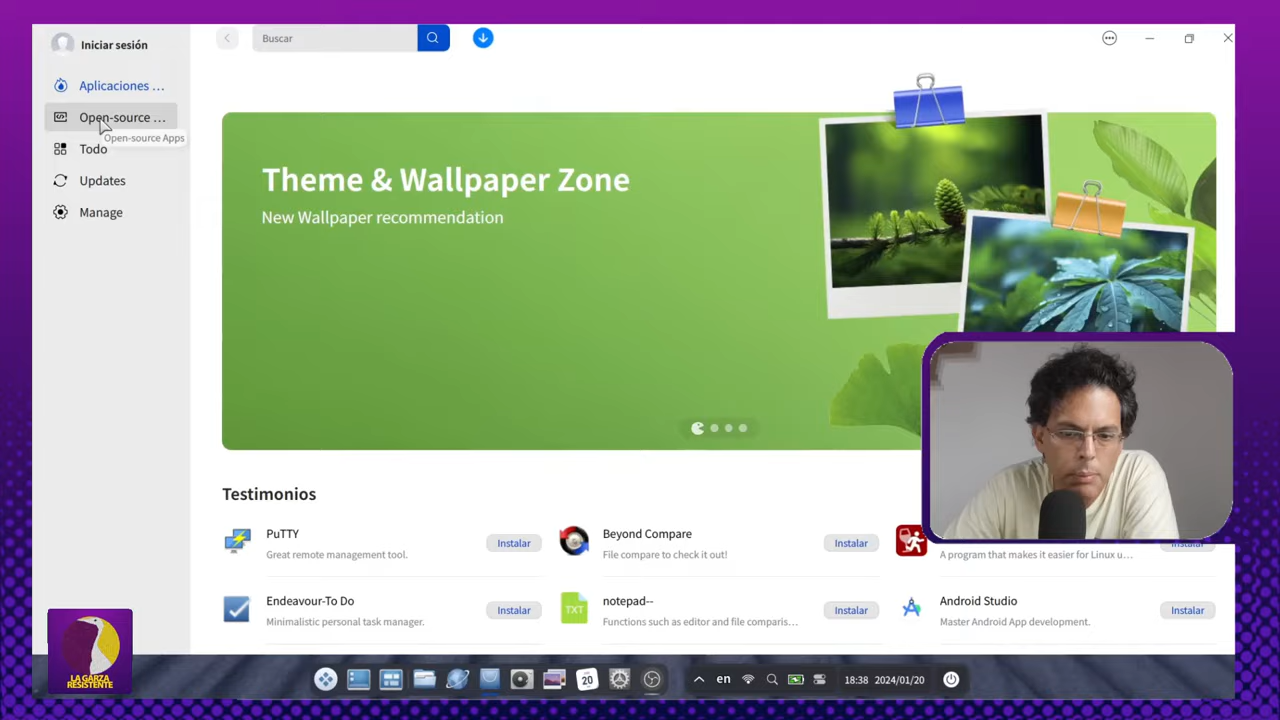 Iniciar sesión
Buscar
Aplicaciones …
Open-source …
Open-source Apps
Todo
Updates
Manage
Theme & Wallpaper Zone
New Wallpaper recommendation
Testimonios
PuTTY
Great remote management tool.
Instalar
Beyond Compare
File compare to check it out!
Instalar
A program that makes it easier for Linux u…
Instalar
Endeavour-To Do
Minimalistic personal task manager.
Instalar
TXT
notepad--
Functions such as editor and file comparis…
Instalar
Android Studio
Master Android App development.
Instalar
LA GARZA
RESISTENTE
20
en
18:38 2024/01/20